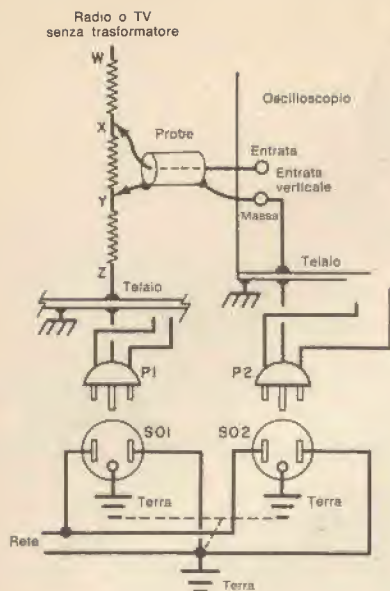 Radio o TV
senza trasformatore
W
Oscilloscopio
X
Probe
Entrata
Entrata
verticale
Y
Massa
Z
Telaio
Telaio
P1
P2
SO1
SO2
Terra
Terra
Rete
Terra